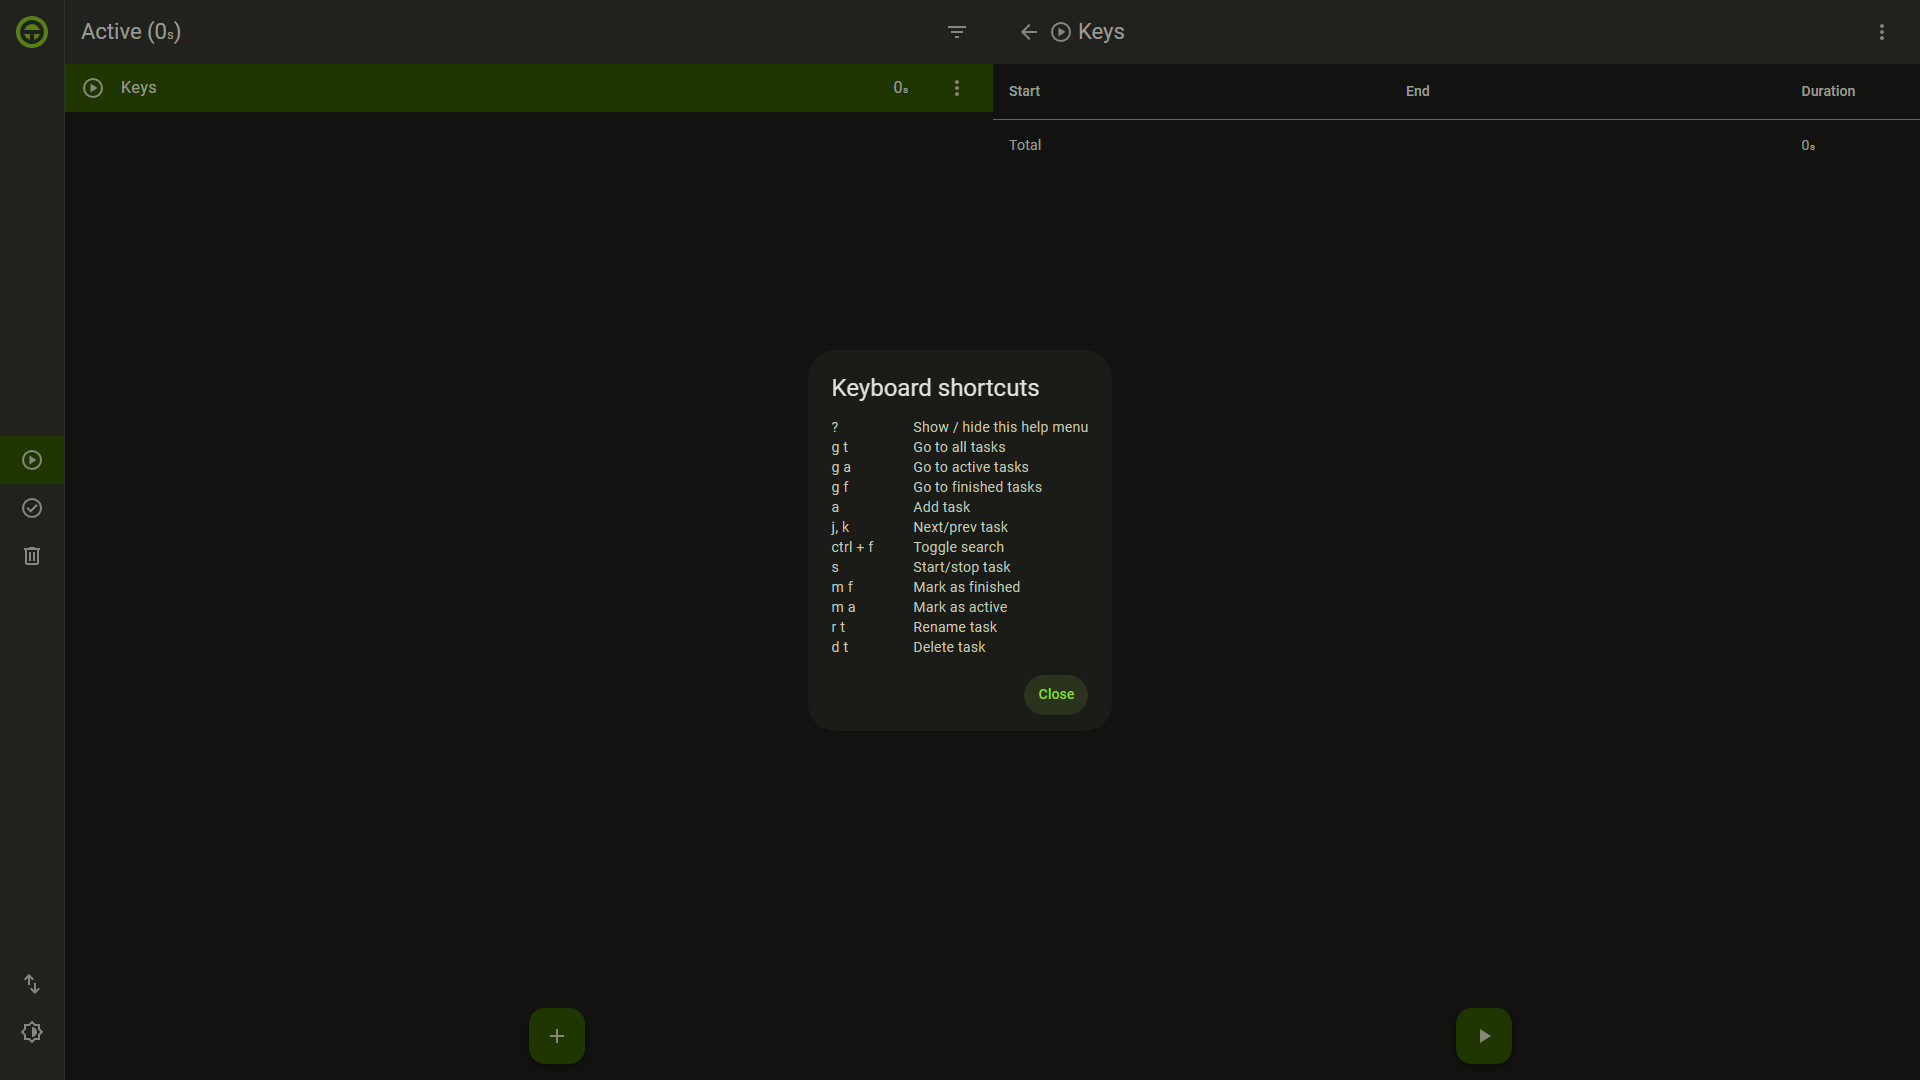 Active (0s)
Keys
Keys 0s
Start End Duration
Total 0s
Keyboard shortcuts
? Show / hide this help menu
g t Go to all tasks
g a Go to active tasks
g f Go to finished tasks
a Add task
j, k Next/prev task
ctrl + f Toggle search
s Start/stop task
m f Mark as finished
m a Mark as active
r t Rename task
d t Delete task
Close